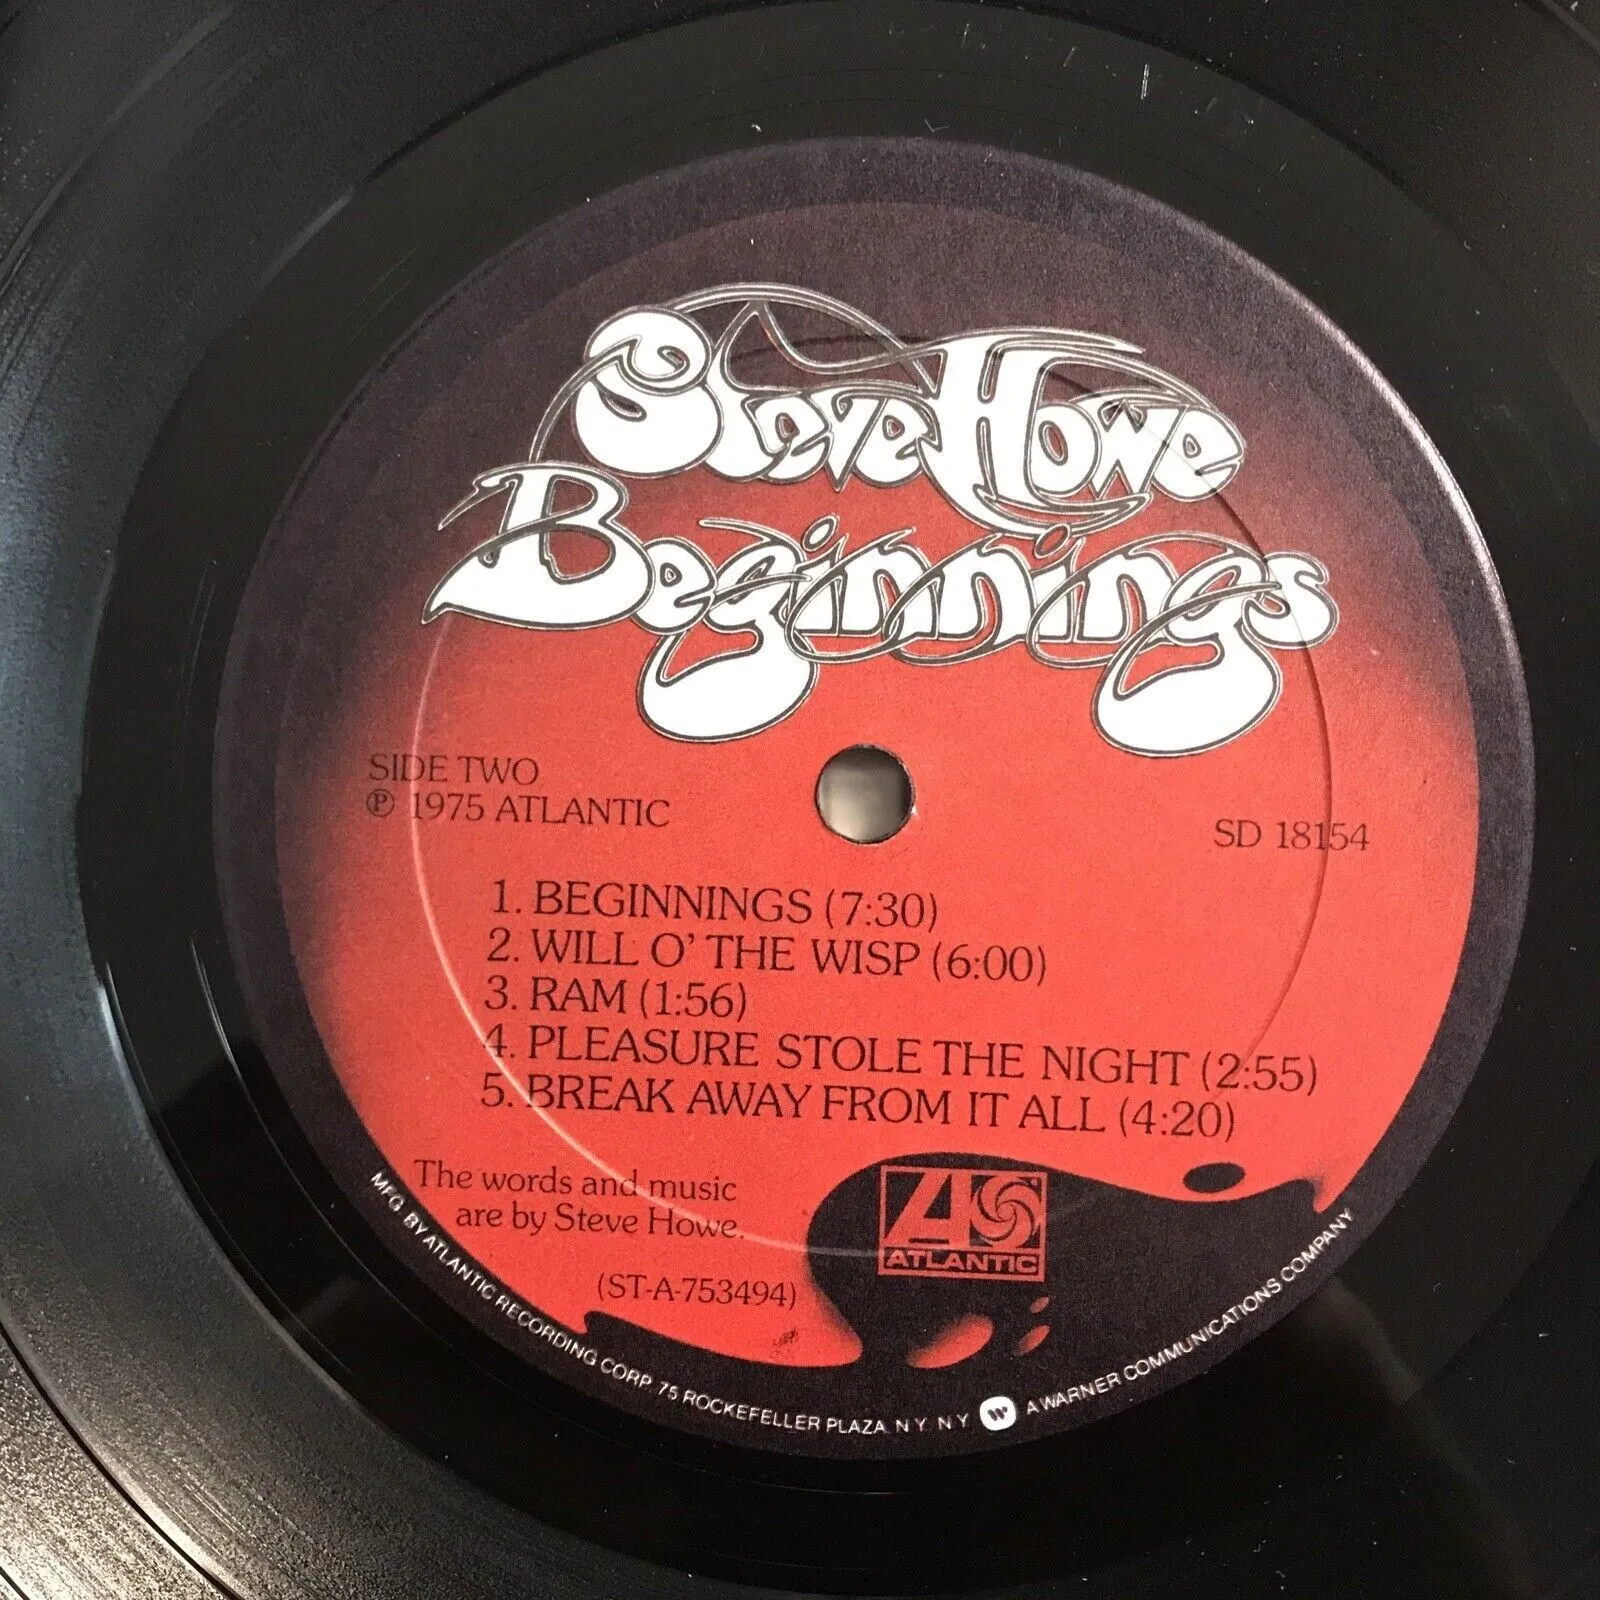 Steve Howe
Beginnings
SIDE TWO
℗ 1975 ATLANTIC
SD 18154
1. BEGINNINGS (7:30)
2. WILL O' THE WISP (6:00)
3. RAM (1:56)
4. PLEASURE STOLE THE NIGHT (2:55)
5. BREAK AWAY FROM IT ALL (4:20)
The words and music
are by Steve Howe.
(ST-A-753494)
ATLANTIC
MFG BY ATLANTIC RECORDING CORP. 75 ROCKEFELLER PLAZA. N Y. N Y W A WARNER COMMUNICATIONS COMPANY